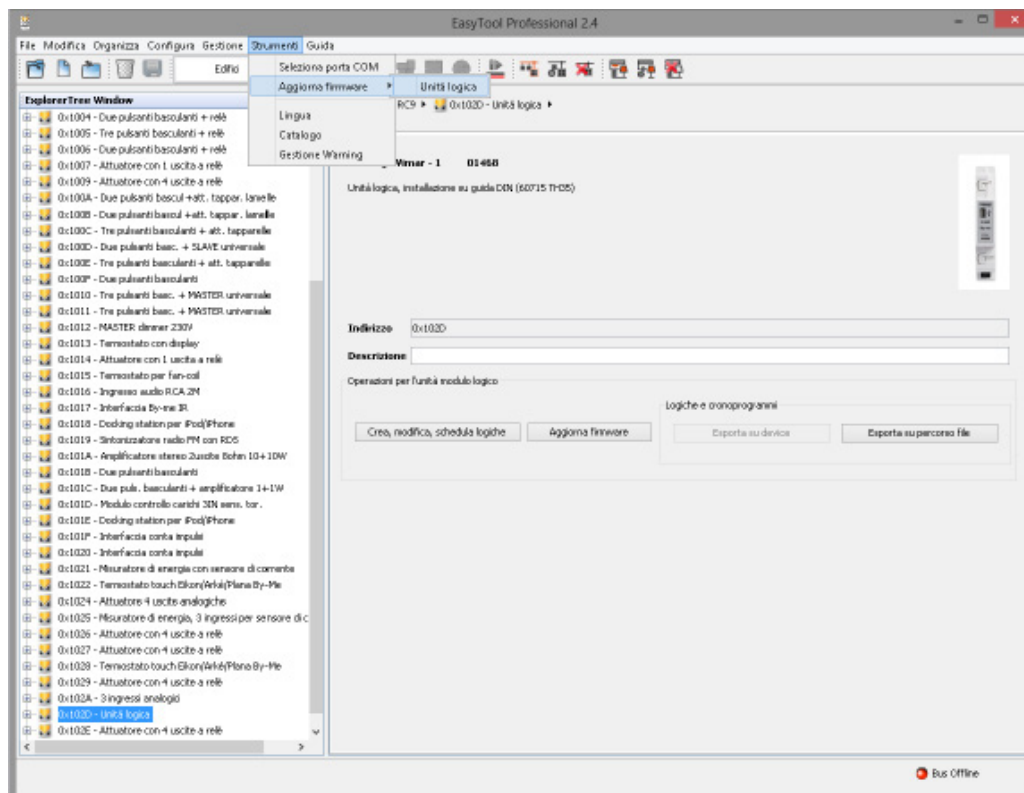 EasyTool Professional 2.4
File Modifica Organizza Configura Gestione Strumenti Guida
Edifici
Seleziona porta COM
Aggiorna firmware
Unità logica
Lingua
Catalogo
Gestione Warning
ExplorerTree Window
0x1004 - Due pulsanti basculanti + relè
0x1005 - Tre pulsanti basculanti + relè
0x1006 - Due pulsanti basculanti + relè
0x1007 - Attuatore con 1 uscita a relè
0x1009 - Attuatore con 4 uscite a relè
0x100A - Due pulsanti bascul +att. tappar. lamelle
0x100B - Due pulsanti bascul +att. tappar. lamelle
0x100C - Tre pulsanti basculanti + att. tapparelle
0x100D - Due pulsanti basc. + SLAVE universale
0x100E - Tre pulsanti basculanti + att. tapparelle
0x100F - Due pulsanti basculanti
0x1010 - Tre pulsanti basc. + MASTER universale
0x1011 - Tre pulsanti basc. + MASTER universale
0x1012 - MASTER dimmer 230V
0x1013 - Termostato con display
0x1014 - Attuatore con 1 uscita a relè
0x1015 - Termostato per fan-coil
0x1016 - Ingresso audio RCA 2M
0x1017 - Interfaccia By-me IR
0x1018 - Docking station per iPod/iPhone
0x1019 - Sintonizzatore radio FM con RDS
0x101A - Amplificatore stereo 2uscite 8ohm 10+10W
0x101B - Due pulsanti basculanti
0x101C - Due puls. basculanti + amplificatore 1+1W
0x101D - Modulo controllo carichi 3IN sens. tor.
0x101E - Docking station per iPod/iPhone
0x101F - Interfaccia conta impulsi
0x1020 - Interfaccia conta impulsi
0x1021 - Misuratore di energia con sensore di corrente
0x1022 - Termostato touch Eikon/Arké/Plana By-Me
0x1024 - Attuatore 4 uscite analogiche
0x1025 - Misuratore di energia, 3 ingressi per sensore di c
0x1026 - Attuatore con 4 uscite a relè
0x1027 - Attuatore con 4 uscite a relè
0x1028 - Termostato touch Eikon/Arké/Plana By-Me
0x1029 - Attuatore con 4 uscite a relè
0x102A - 3 ingressi analogici
0x102D - Unità logica
0x102E - Attuatore con 4 uscite a relè
RC9 0x102D - Unità logica
Vimar - 1 01468
Unità logica, installazione su guida DIN (60715 TH35)
Indirizzo 0x102D
Descrizione
Operazioni per l'unità modulo logico
Logiche e cronoprogrammi
Crea, modifica, schedula logiche Aggiorna firmware Esporta su device Esporta su percorso file
Bus Offline